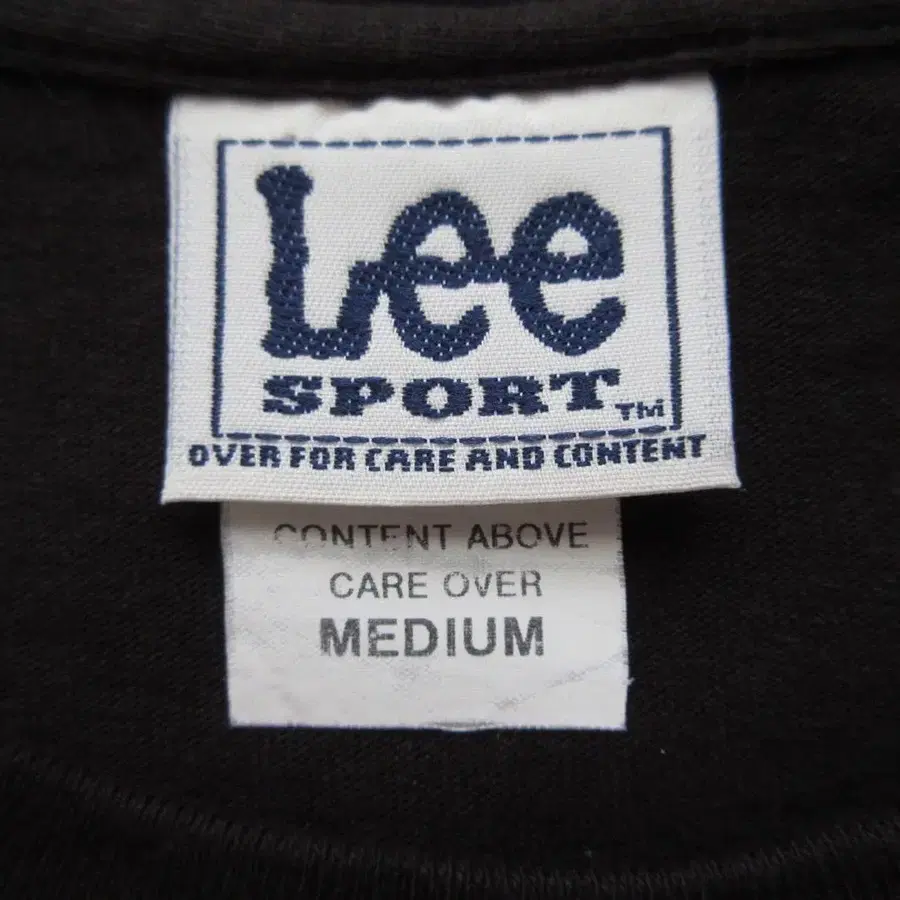 Lee
SPORT TM
OVER FOR CARE AND CONTENT
CONTENT ABOVE
CARE OVER
MEDIUM